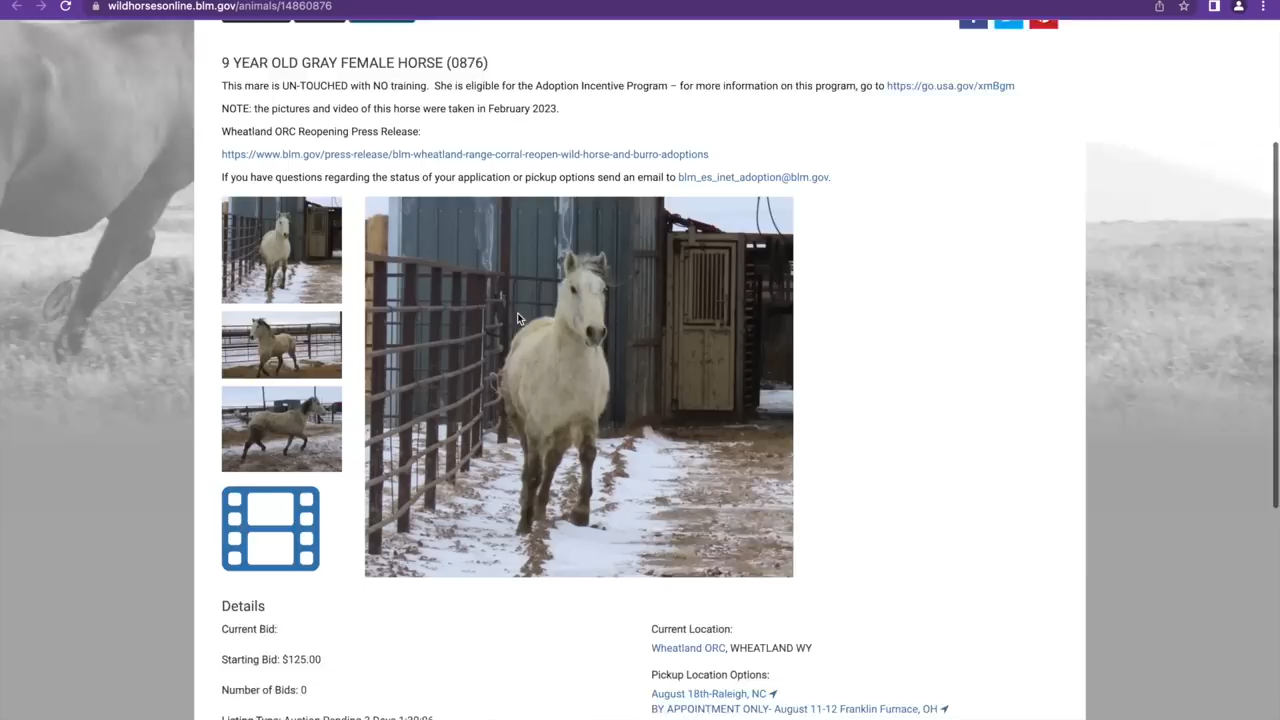 wildhorsesonline.blm.gov/animals/14860876
9 YEAR OLD GRAY FEMALE HORSE (0876)
This mare is UN-TOUCHED with NO training.  She is eligible for the Adoption Incentive Program – for more information on this program, go to https://go.usa.gov/xmBgm
NOTE: the pictures and video of this horse were taken in February 2023.
Wheatland ORC Reopening Press Release:
https://www.blm.gov/press-release/blm-wheatland-range-corral-reopen-wild-horse-and-burro-adoptions
If you have questions regarding the status of your application or pickup options send an email to blm_es_inet_adoption@blm.gov.
Details
Current Bid:
Starting Bid: $125.00
Number of Bids: 0
Listing Type: Auction Pending
Current Location:
Wheatland ORC, WHEATLAND WY
Pickup Location Options:
August 18th-Raleigh, NC
BY APPOINTMENT ONLY- August 11-12 Franklin Furnace, OH